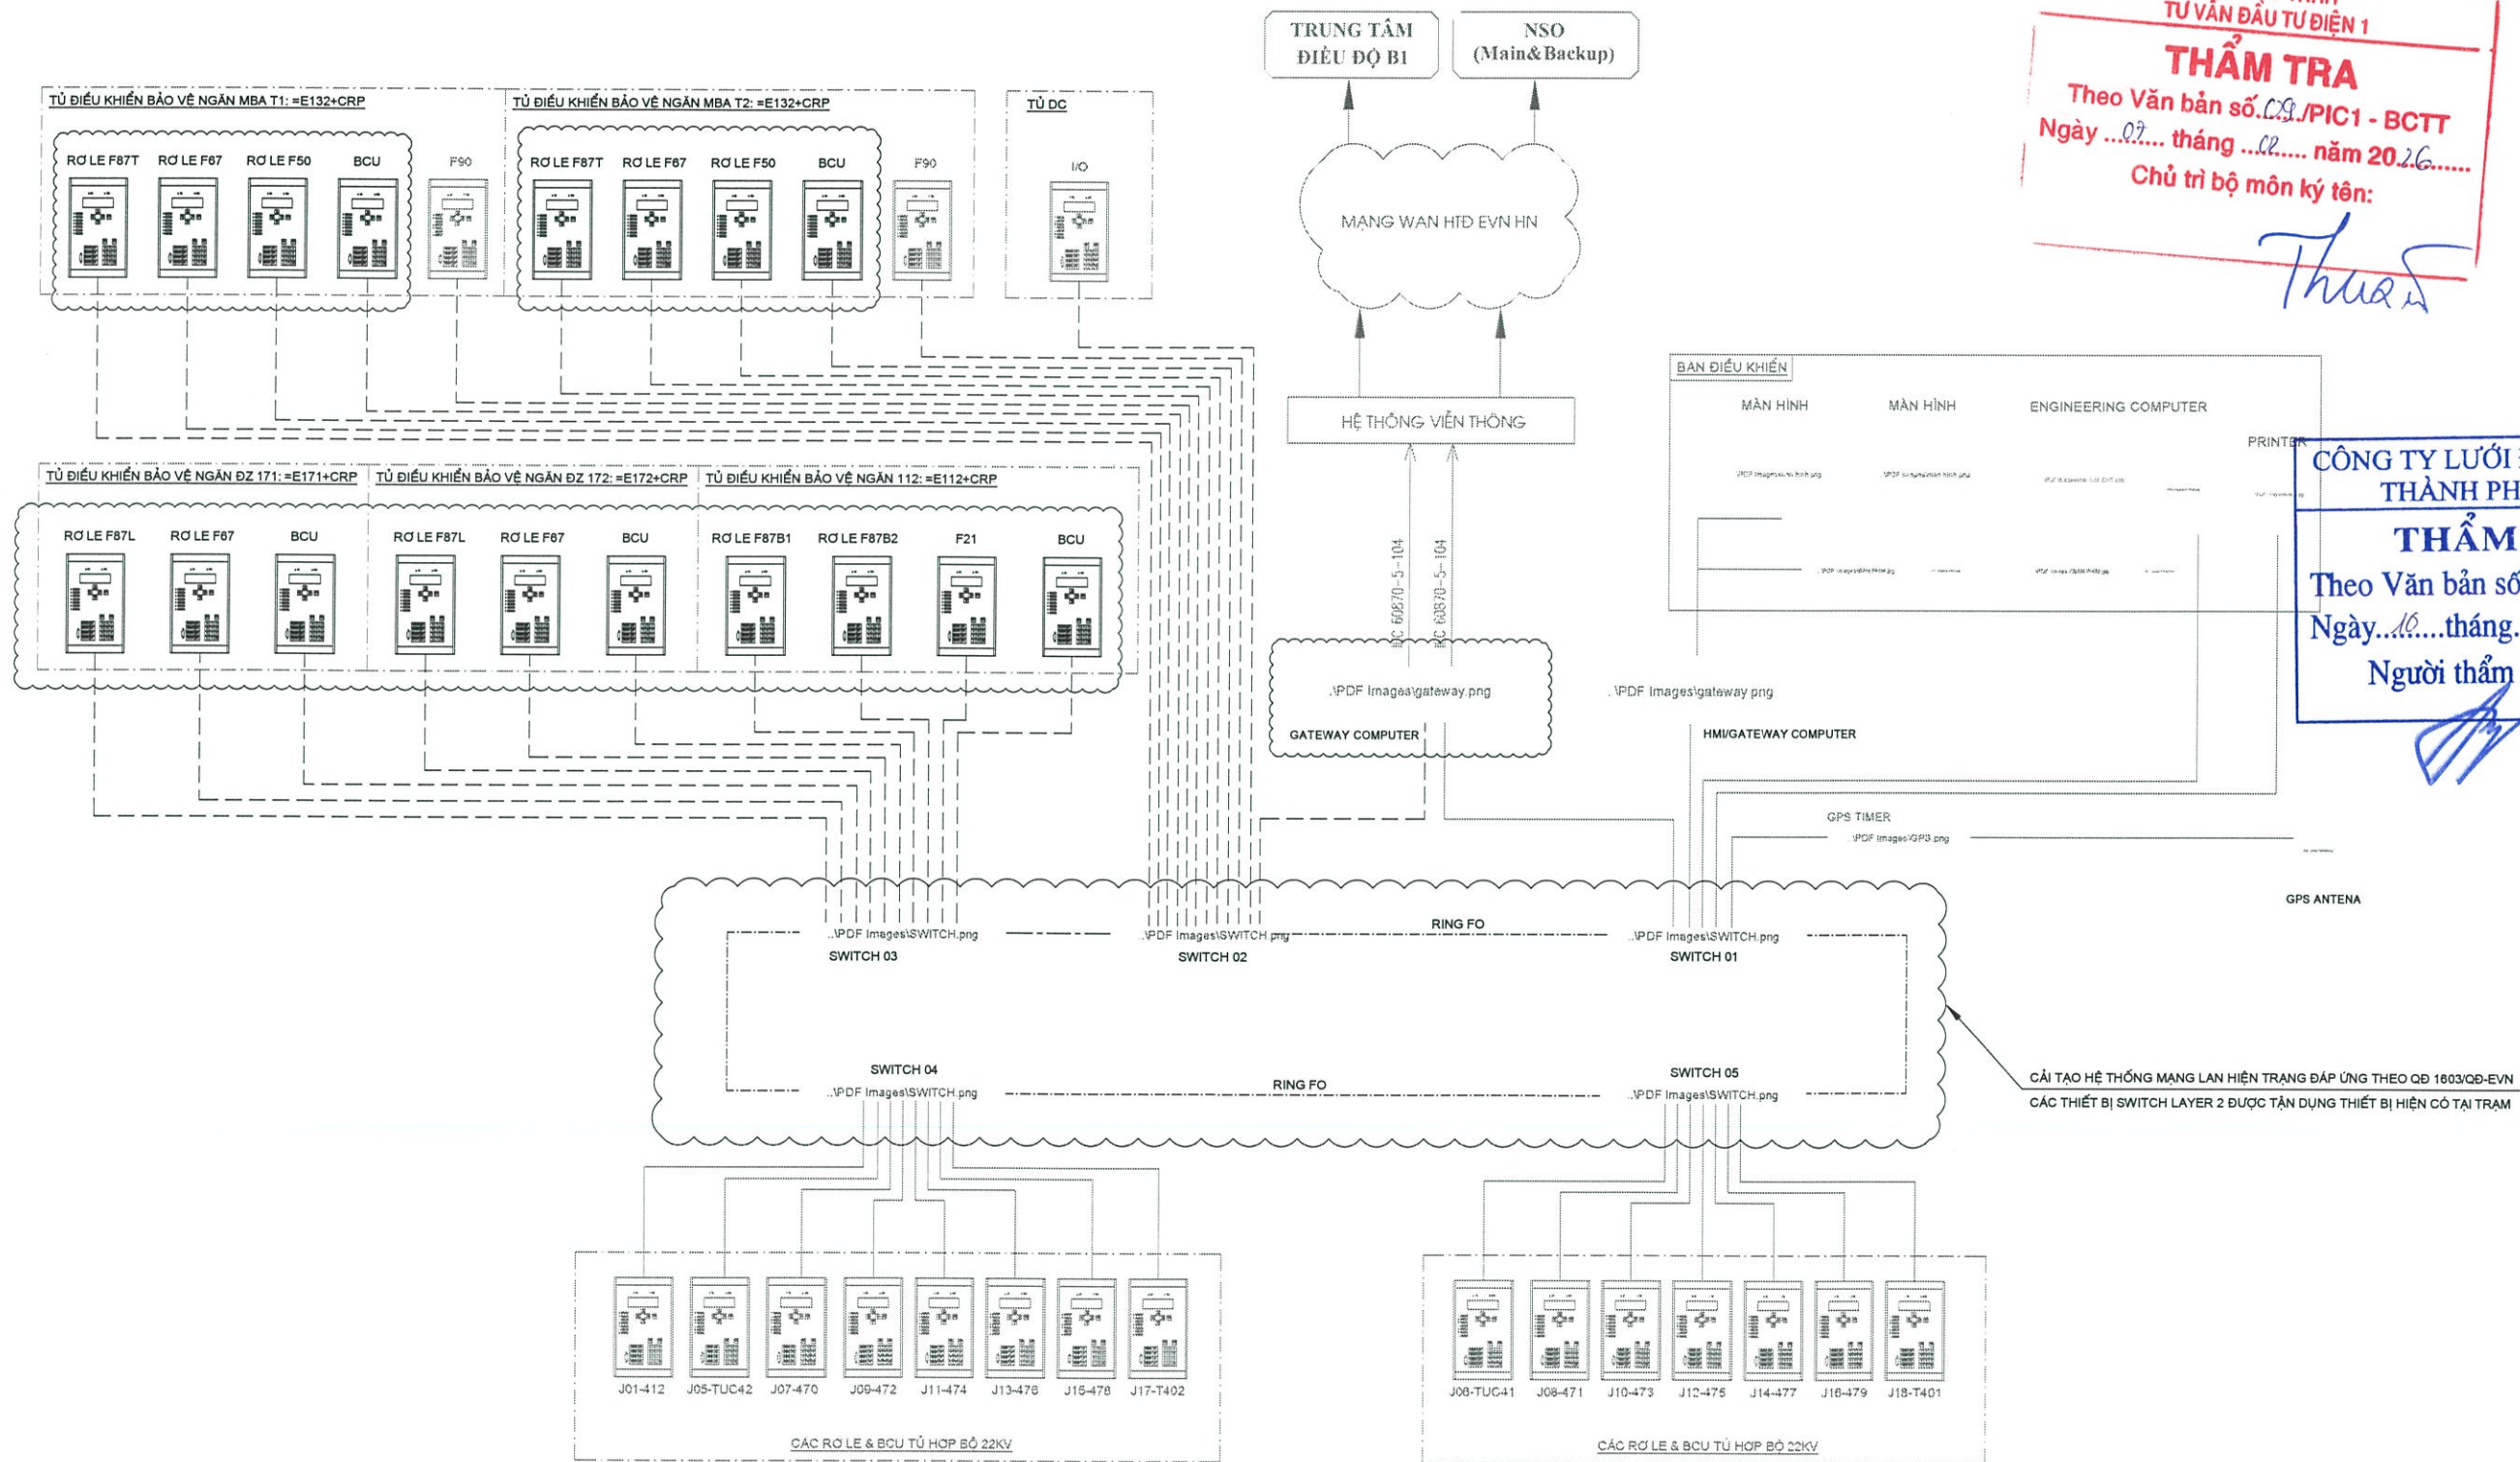 TRUNG TÂM
ĐIỀU ĐỘ B1
NSO
(Main&Backup)
TƯ VẤN ĐẦU TƯ ĐIỆN 1
THẨM TRA
Theo Văn bản số 09/PIC1 - BCTT
Ngày ...07... tháng ... năm 2026
Chủ trì bộ môn ký tên:
TỦ ĐIỀU KHIỂN BẢO VỆ NGĂN MBA T1: =E132+CRP
TỦ ĐIỀU KHIỂN BẢO VỆ NGĂN MBA T2: =E132+CRP
TỦ DC
RƠ LE F87T
RƠ LE F67
RƠ LE F50
BCU
F90
RƠ LE F87T
RƠ LE F67
RƠ LE F50
BCU
F90
I/O
MẠNG WAN HTĐ EVN HN
HỆ THỐNG VIỄN THÔNG
BÀN ĐIỀU KHIỂN
MÀN HÌNH
MÀN HÌNH
ENGINEERING COMPUTER
PRINTER
CÔNG TY LƯỚI
THÀNH PH
THẨM
Theo Văn bản số
Ngày...10...tháng.
Người thẩm
TỦ ĐIỀU KHIỂN BẢO VỆ NGĂN ĐZ 171: =E171+CRP
TỦ ĐIỀU KHIỂN BẢO VỆ NGĂN ĐZ 172: =E172+CRP
TỦ ĐIỀU KHIỂN BẢO VỆ NGĂN 112: =E112+CRP
RƠ LE F87L
RƠ LE F67
BCU
RƠ LE F87L
RƠ LE F67
BCU
RƠ LE F87B1
RƠ LE F87B2
F21
BCU
IEC 60870-5-104
IEC 60870-5-104
..\PDF Images\gateway.png
GATEWAY COMPUTER
..\PDF Images\gateway.png
HMI/GATEWAY COMPUTER
GPS TIMER
..\PDF Images\GPS.png
GPS ANTENA
RING FO
..\PDF Images\SWITCH.png
SWITCH 03
..\PDF Images\SWITCH.png
SWITCH 02
..\PDF Images\SWITCH.png
SWITCH 01
SWITCH 04
..\PDF Images\SWITCH.png
RING FO
SWITCH 05
..\PDF Images\SWITCH.png
CẢI TẠO HỆ THỐNG MẠNG LAN HIỆN TRẠNG ĐÁP ỨNG THEO QĐ 1603/QĐ-EVN
CÁC THIẾT BỊ SWITCH LAYER 2 ĐƯỢC TẬN DỤNG THIẾT BỊ HIỆN CÓ TẠI TRẠM
J01-412
J05-TUC42
J07-470
J09-472
J11-474
J13-476
J15-478
J17-T402
CÁC RƠ LE & BCU TỦ HỢP BỘ 22KV
J06-TUC41
J08-471
J10-473
J12-475
J14-477
J16-479
J18-T401
CÁC RƠ LE & BCU TỦ HỢP BỘ 22KV